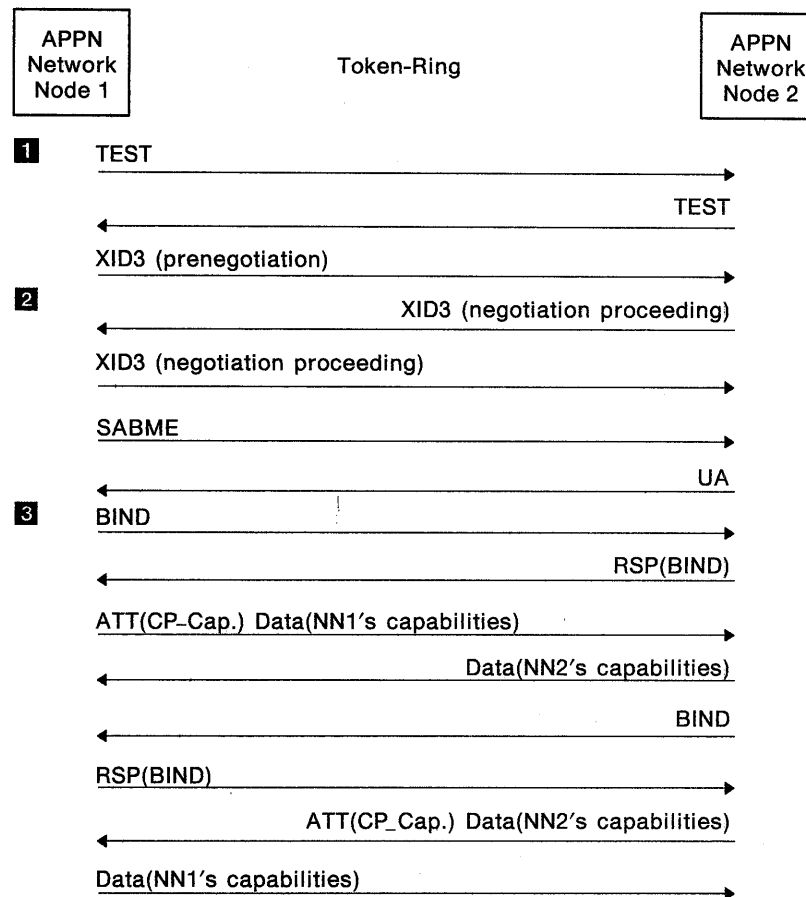 APPN
Network
Node 1
Token-Ring
APPN
Network
Node 2
1
TEST
TEST
XID3 (prenegotiation)
2
XID3 (negotiation proceeding)
XID3 (negotiation proceeding)
SABME
UA
3
BIND
RSP(BIND)
ATT(CP-Cap.) Data(NN1's capabilities)
Data(NN2's capabilities)
BIND
RSP(BIND)
ATT(CP_Cap.) Data(NN2's capabilities)
Data(NN1's capabilities)